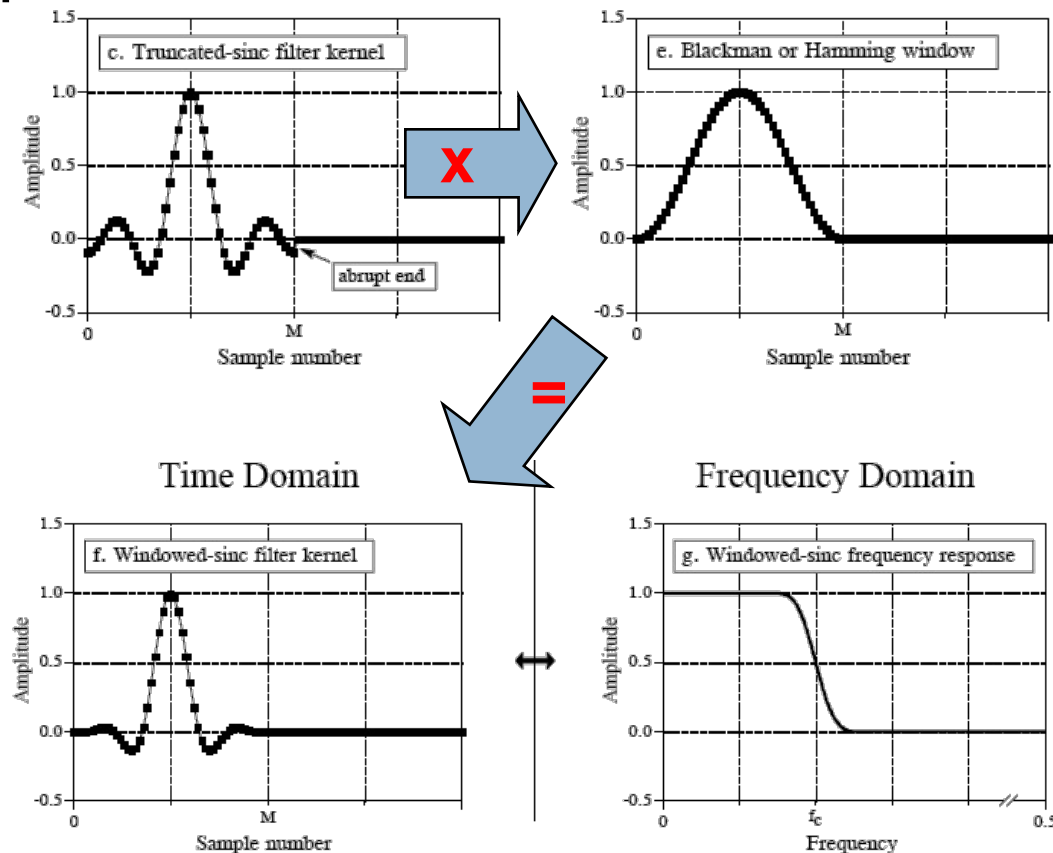 c. Truncated-sinc filter kernel
1.5
1.0
0.5
0.0
-0.5
Amplitude
abrupt end
0
M
Sample number
X
e. Blackman or Hamming window
1.5
1.0
0.5
0.0
-0.5
Amplitude
0
M
Sample number
=
Time Domain
Frequency Domain
f. Windowed-sinc filter kernel
1.5
1.0
0.5
0.0
-0.5
Amplitude
0
M
Sample number
g. Windowed-sinc frequency response
1.5
1.0
0.5
0.0
-0.5
Amplitude
0
fc
0.5
Frequency